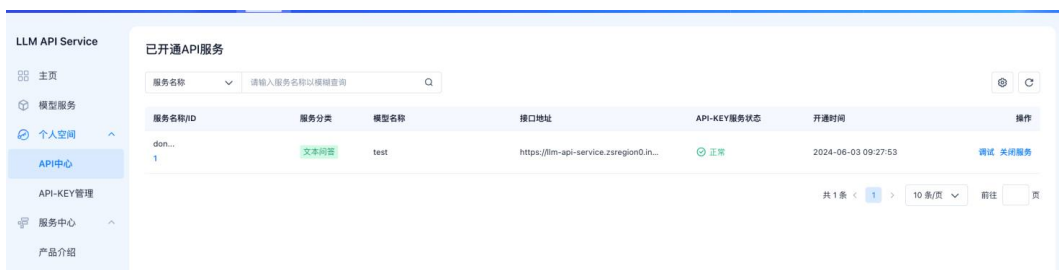 LLM API Service
主页
模型服务
个人空间
API中心
API-KEY管理
服务中心
产品介绍
已开通API服务
服务名称 请输入服务名称以模糊查询
服务名称/ID 服务分类 模型名称 接口地址 API-KEY服务状态 开通时间 操作
don... 文本问答 test https://llm-api-service.zsregion0.in... 正常 2024-06-03 09:27:53 调试 关闭服务
1
共 1 条 < 1 > 10 条/页 前往 页